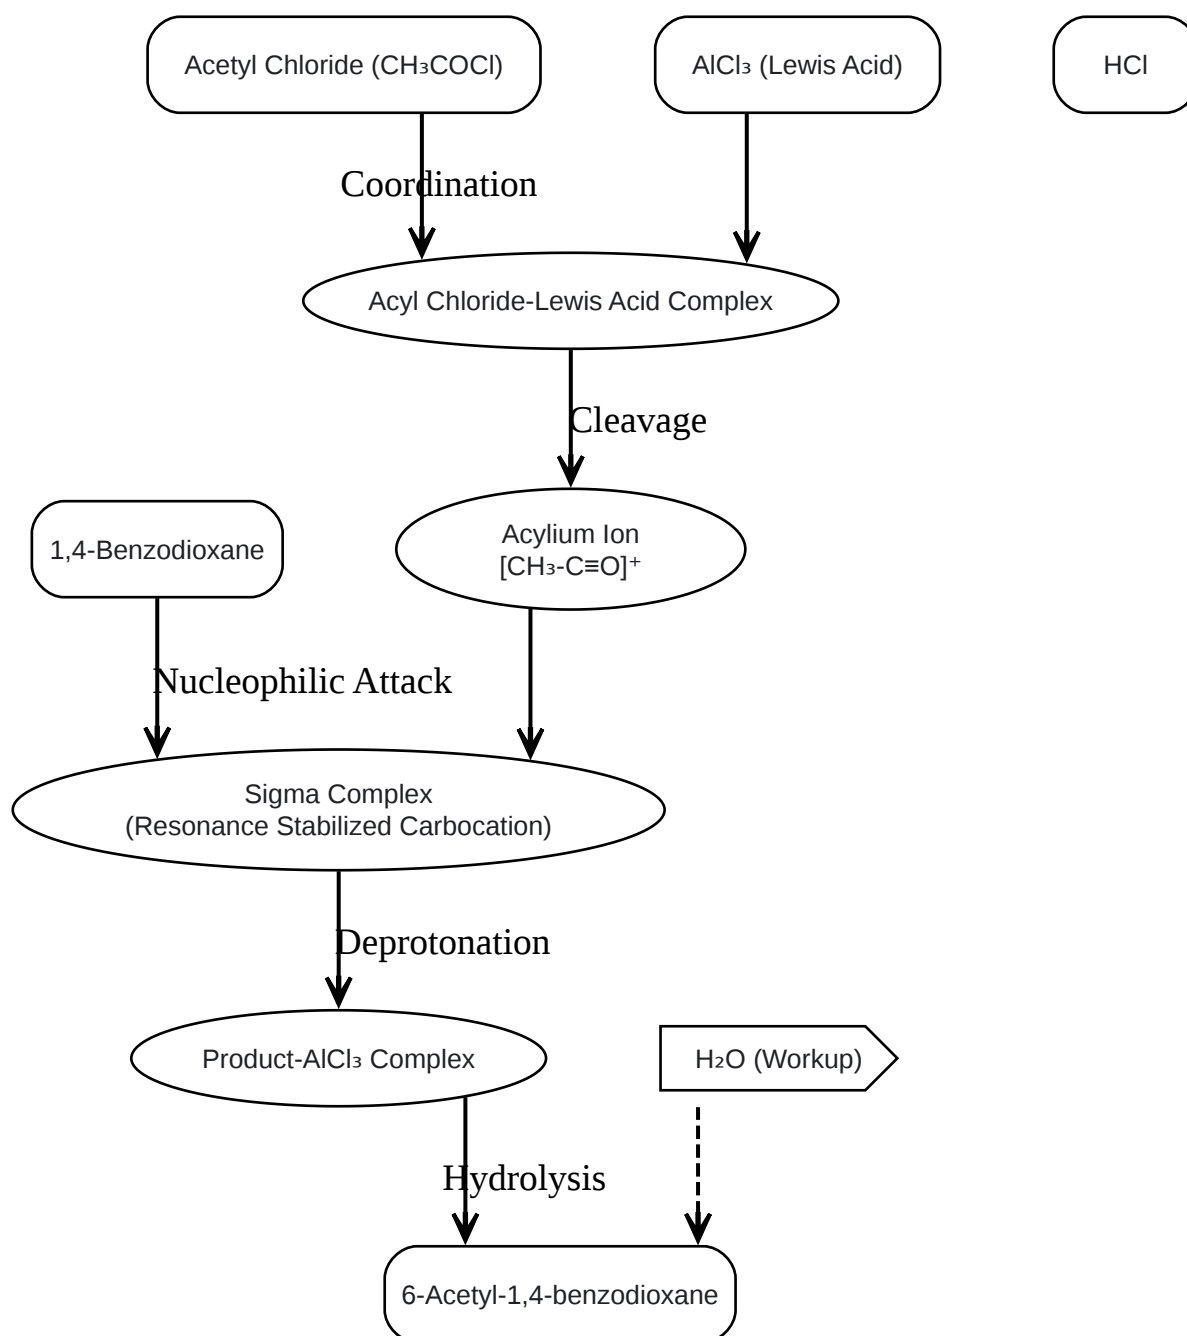 Acetyl Chloride (CH₃COCl)
AlCl₃ (Lewis Acid)
HCl
Coordination
Acyl Chloride-Lewis Acid Complex
Cleavage
Acylium Ion
[CH₃-C≡O]⁺
1,4-Benzodioxane
Nucleophilic Attack
Sigma Complex
(Resonance Stabilized Carbocation)
Deprotonation
Product-AlCl₃ Complex
H₂O (Workup)
Hydrolysis
6-Acetyl-1,4-benzodioxane